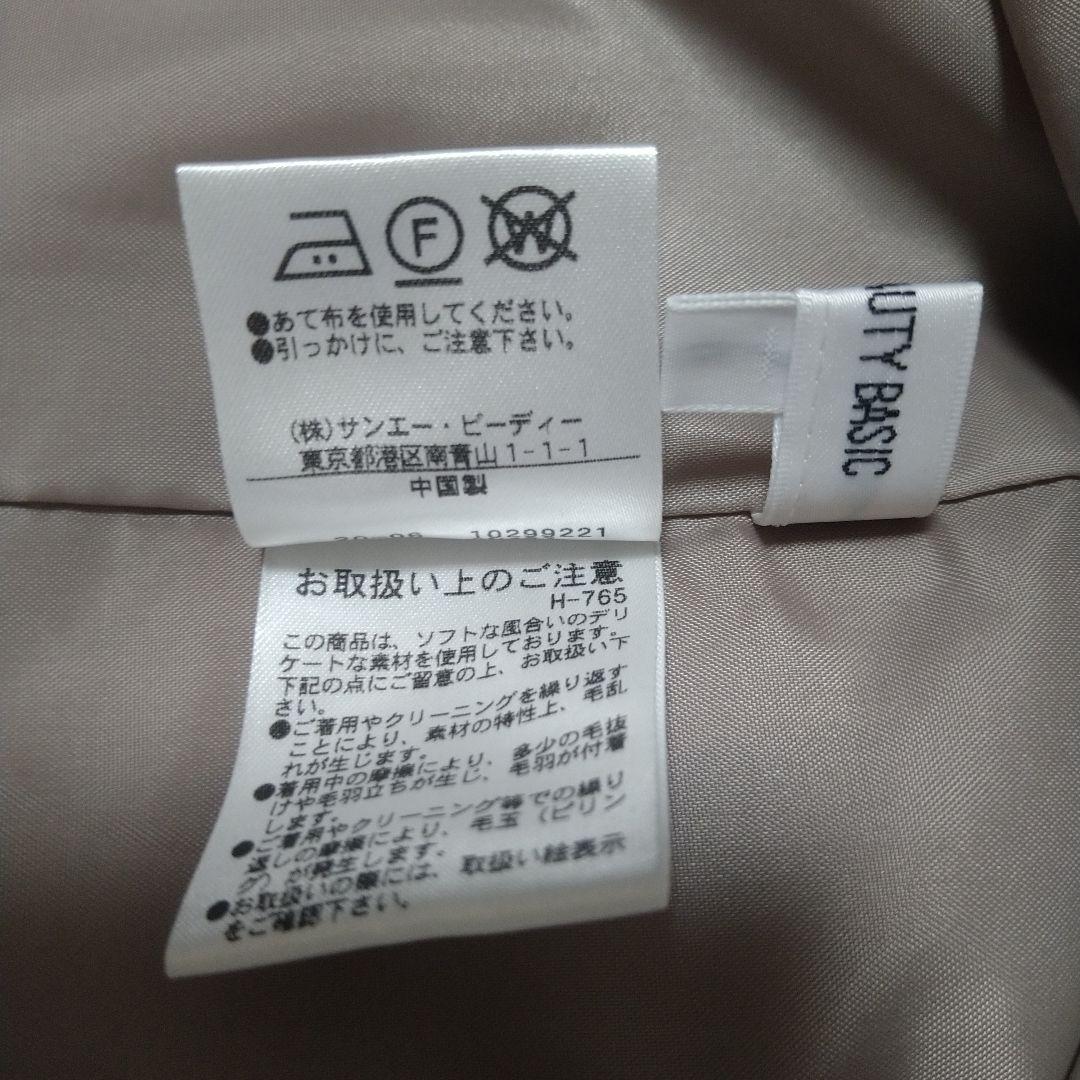 F
W
●あて布を使用してください。
●引っかけに、ご注意下さい。
(株)サンエー・ビーディー
東京都港区南青山1-1-1
中国製
10299221
お取扱い上のご注意
H-765
この商品は、ソフトな風合いのデリ
ケートな素材を使用しております。
下記の点にご留意の上、お取扱い下
さい。
●ご着用やクリーニングを繰り返す
ことにより、素材の特性上、毛乱
れが生じます。
●着用中の摩擦により、多少の毛抜
けや毛羽立ちが生じ、毛羽が付着
します。
●ご着用やクリーニング等での繰り
返しの摩擦により、毛玉（ピリン
グ）が発生します。
●お取扱いの際には、取扱い絵表示
をご確認下さい。
UTY BASIC